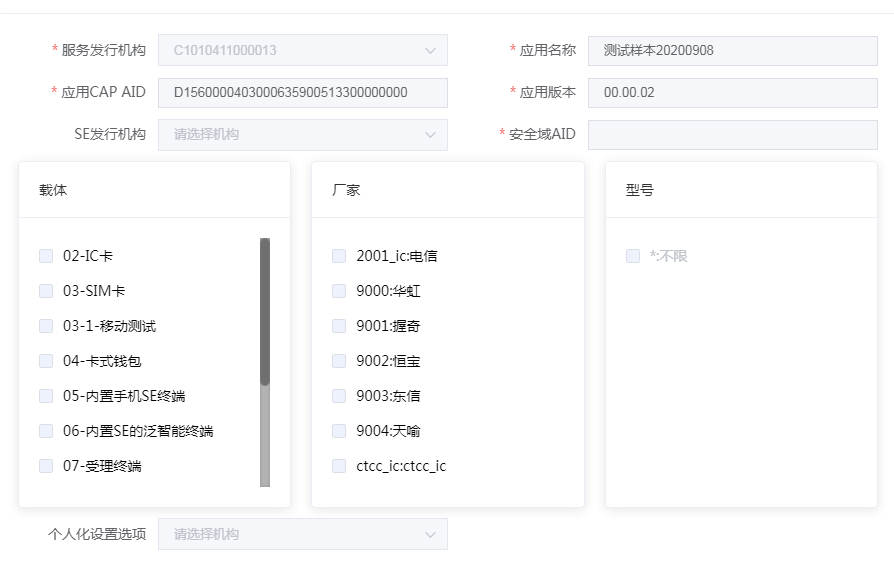 * 服务发行机构 C1010411000013 * 应用名称 测试样本20200908
* 应用CAP AID D1560000403000635900513300000000 * 应用版本 00.00.02
SE发行机构 请选择机构 * 安全域AID
载体 厂家 型号
02-IC卡 2001_ic:电信 *:不限
03-SIM卡 9000:华虹
03-1-移动测试 9001:握奇
04-卡式钱包 9002:恒宝
05-内置手机SE终端 9003:东信
06-内置SE的泛智能终端 9004:天喻
07-受理终端 ctcc_ic:ctcc_ic
个人化设置选项 请选择机构